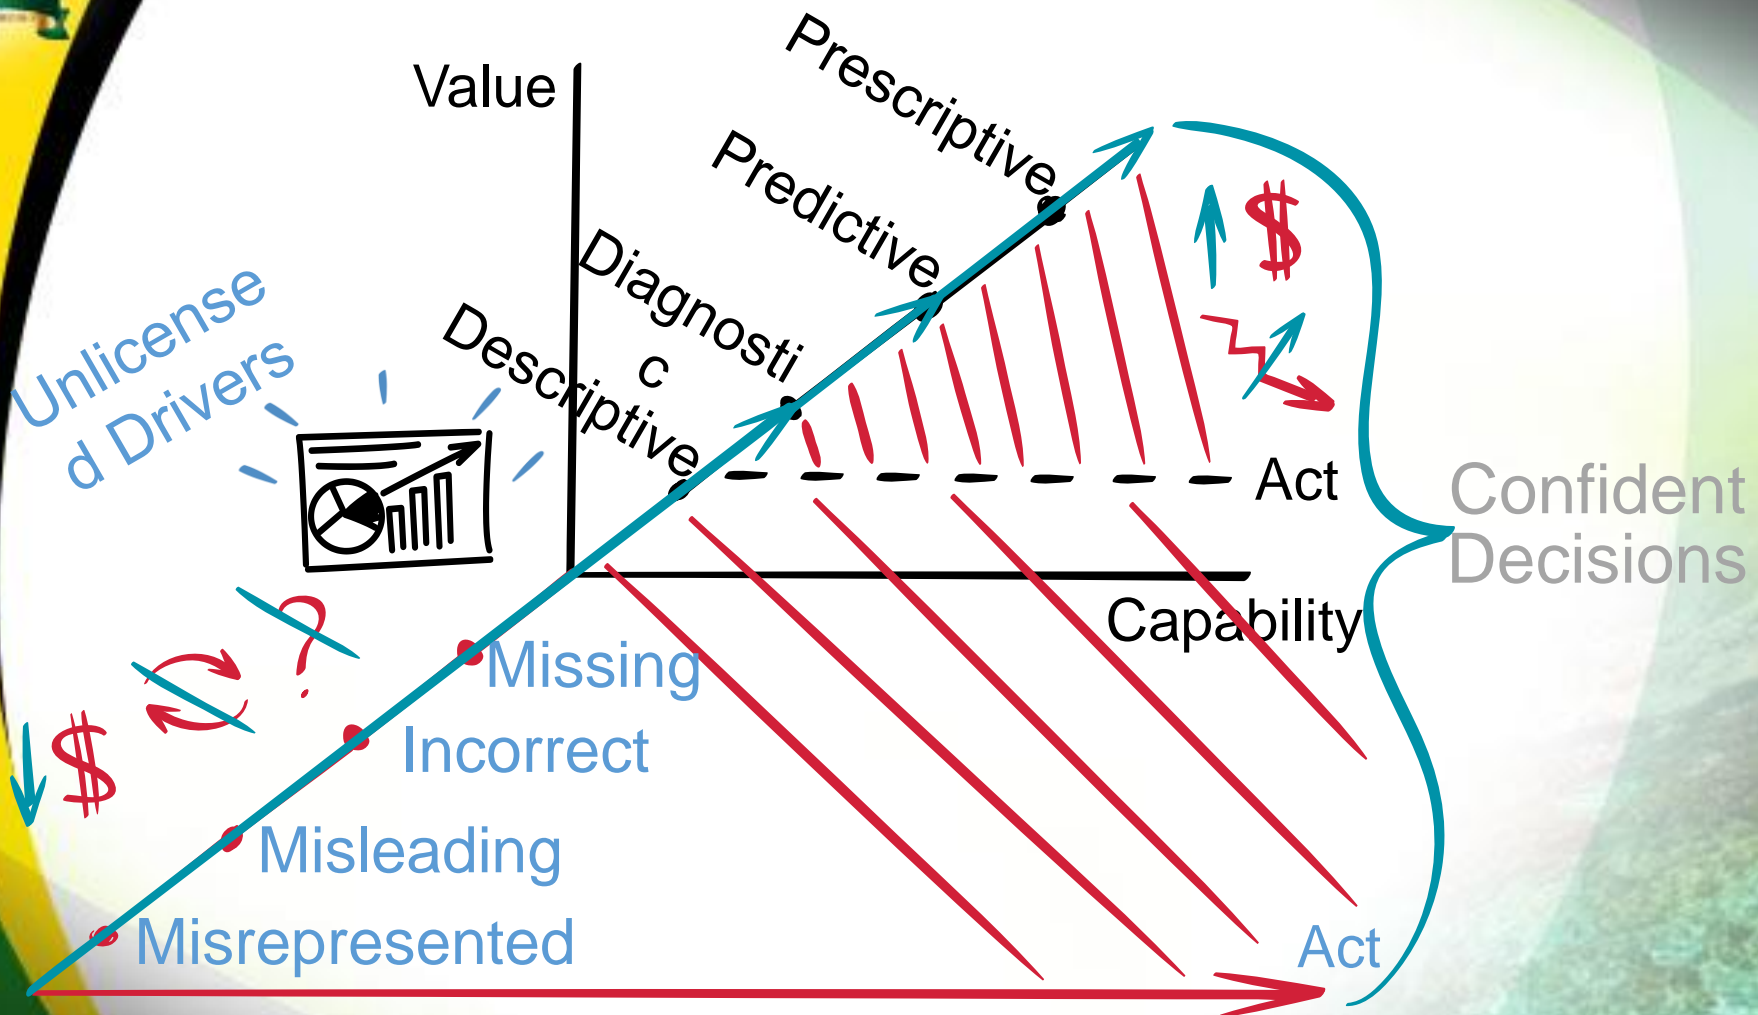 Value
Prescriptive
Predictive
Diagnosti
c
Descriptive
Unlicense
d Drivers
$
Act
Confident
Decisions
Capability
?
Missing
$
Incorrect
Misleading
Misrepresented
Act